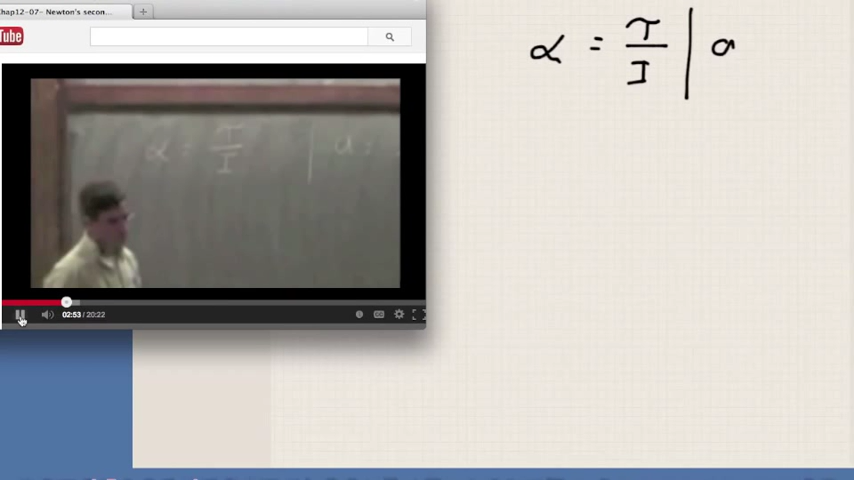 Chap12-07- Newton's secon...
Tube
α = τ/I | a
α = τ/I | a =
02:53 / 20:22